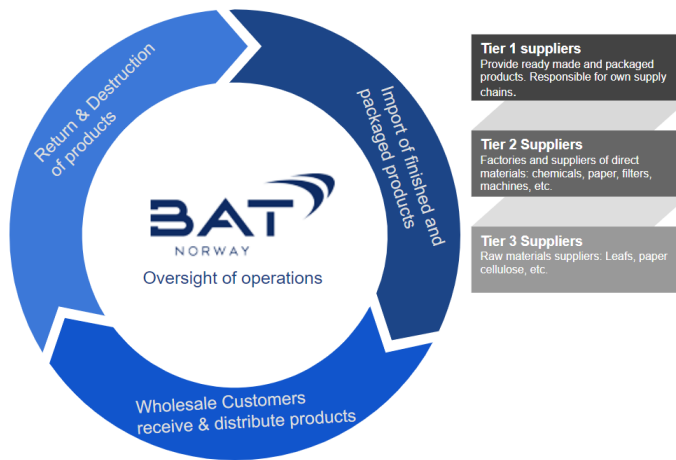 Return & Destruction
of products
Import of finished and
packaged products
BAT
NORWAY
Oversight of operations
Wholesale Customers
receive & distribute products
Tier 1 suppliers
Provide ready made and packaged
products. Responsible for own supply
chains.
Tier 2 Suppliers
Factories and suppliers of direct
materials: chemicals, paper, filters,
machines, etc.
Tier 3 Suppliers
Raw materials suppliers: Leafs, paper
cellulose, etc.